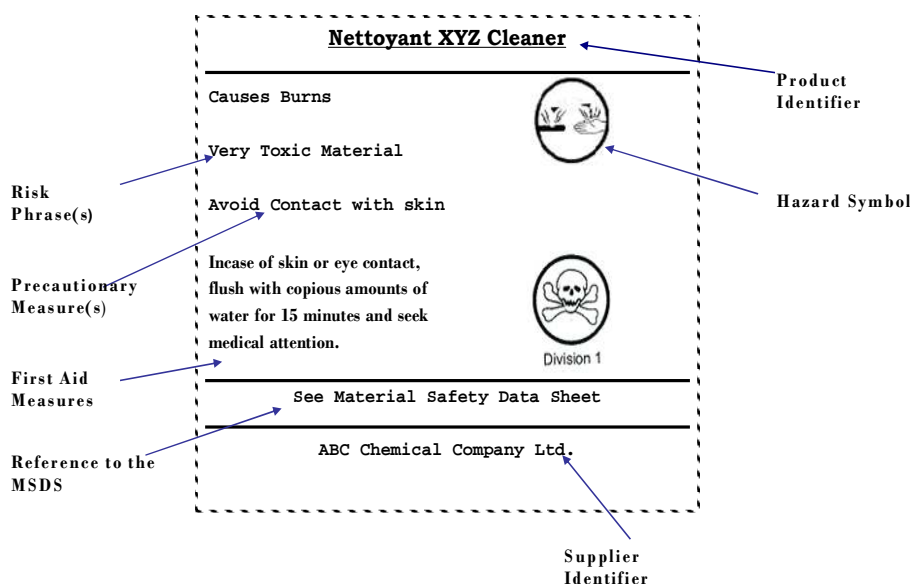 Nettoyant XYZ Cleaner
Product
Identifier
Causes Burns
Very Toxic Material
Risk
Phrase(s)
Hazard Symbol
Avoid Contact with skin
Precautionary
Measure(s)
Incase of skin or eye contact,
flush with copious amounts of
water for 15 minutes and seek
medical attention.
Division 1
First Aid
Measures
See Material Safety Data Sheet
ABC Chemical Company Ltd.
Reference to the
MSDS
Supplier
Identifier